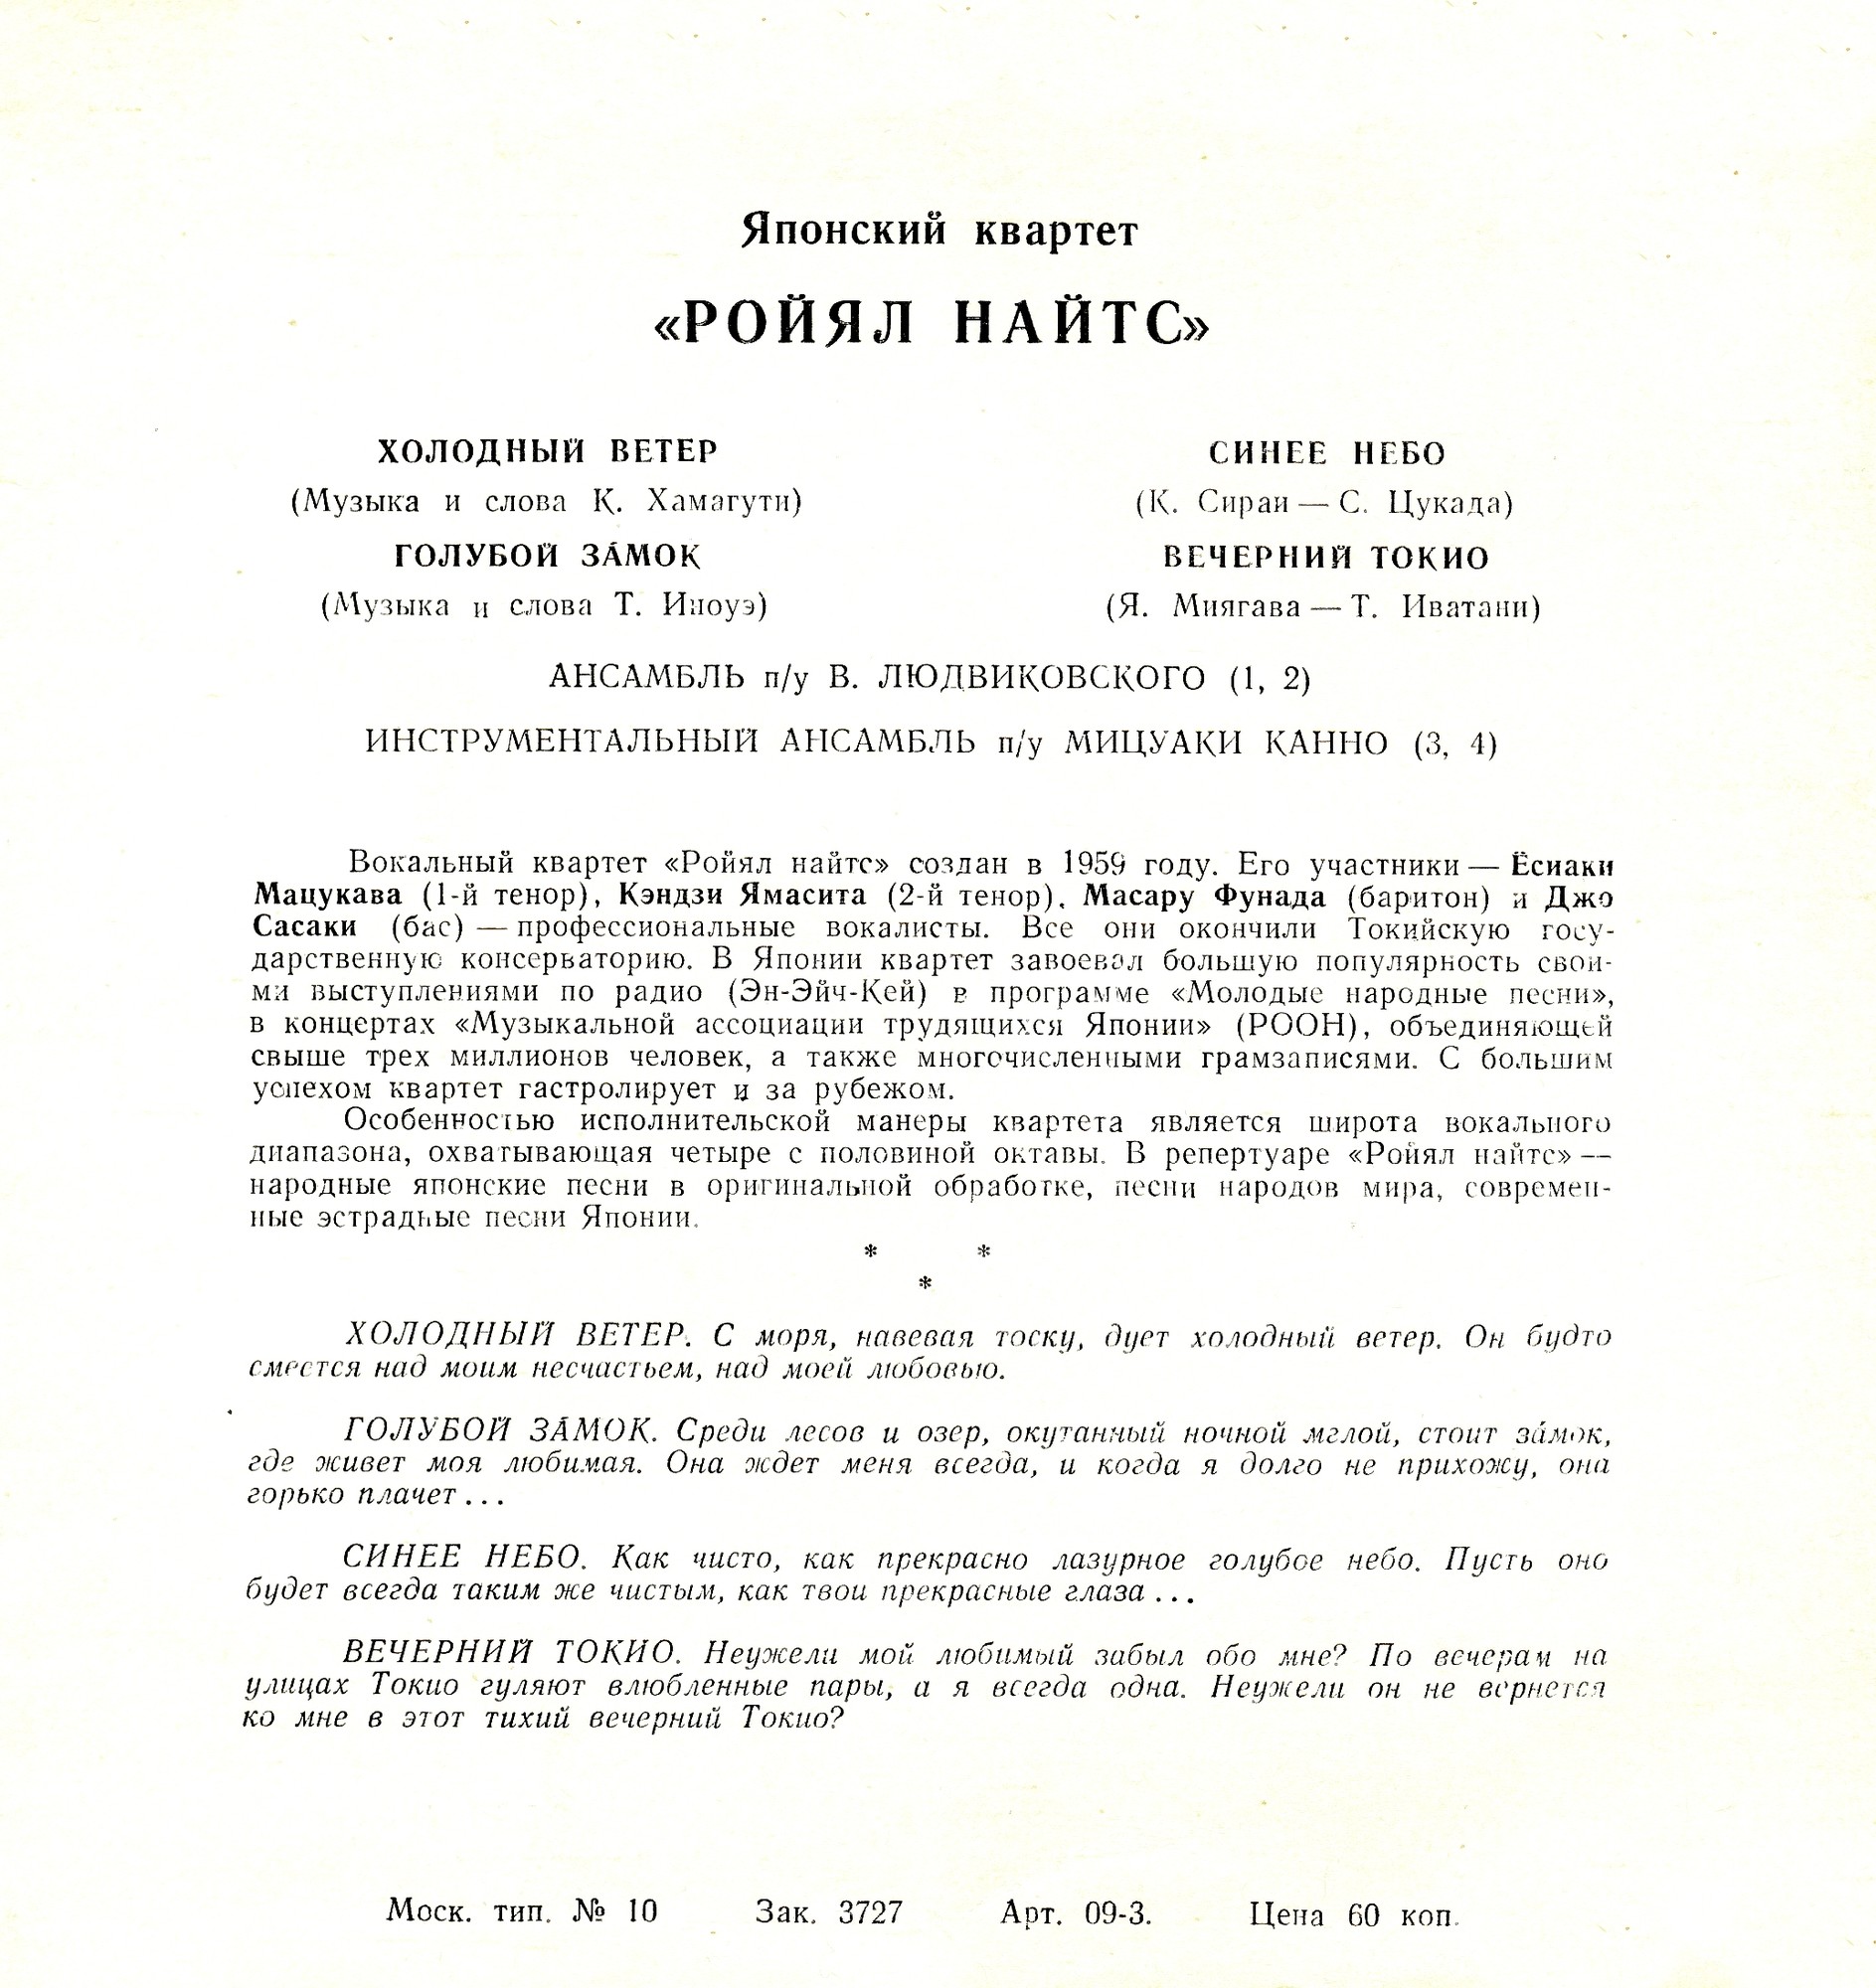 Японский квартет
«РОЙЯЛ НАЙТС»
ХОЛОДНЫЙ ВЕТЕР
(Музыка и слова К. Хамагути)
ГОЛУБОЙ ЗÁМОК
(Музыка и слова Т. Иноуэ)
СИНЕЕ НЕБО
(К. Сираи — С. Цукада)
ВЕЧЕРНИЙ ТОКИО
(Я. Миягава — Т. Иватани)
АНСАМБЛЬ п/у В. ЛЮДВИКОВСКОГО (1, 2)
ИНСТРУМЕНТАЛЬНЫЙ АНСАМБЛЬ п/у МИЦУАКИ КАННО (3, 4)
Вокальный квартет «Ройял найтс» создан в 1959 году. Его участники — Ёсиаки
Мацукава (1-й тенор), Кэндзи Ямасита (2-й тенор), Масару Фунада (баритон) и Джо
Сасаки (бас) — профессиональные вокалисты. Все они окончили Токийскую госу-
дарственную консерваторию. В Японии квартет завоевал большую популярность свои-
ми выступлениями по радио (Эн-Эйч-Кей) в программе «Молодые народные песни»,
в концертах «Музыкальной ассоциации трудящихся Японии» (РООН), объединяющей
свыше трех миллионов человек, а также многочисленными грамзаписями. С большим
успехом квартет гастролирует и за рубежом.
Особенностью исполнительской манеры квартета является широта вокального
диапазона, охватывающая четыре с половиной октавы. В репертуаре «Ройял найтс» —
народные японские песни в оригинальной обработке, песни народов мира, современ-
ные эстрадные песни Японии.
* *
*
ХОЛОДНЫЙ ВЕТЕР. С моря, навевая тоску, дует холодный ветер. Он будто
смеется над моим несчастьем, над моей любовью.
ГОЛУБОЙ ЗÁМОК. Среди лесов и озер, окутанный ночной мглой, стоит зáмок,
где живет моя любимая. Она ждет меня всегда, и когда я долго не прихожу, она
горько плачет...
СИНЕЕ НЕБО. Как чисто, как прекрасно лазурное голубое небо. Пусть оно
будет всегда таким же чистым, как твои прекрасные глаза...
ВЕЧЕРНИЙ ТОКИО. Неужели мой любимый забыл обо мне? По вечерам на
улицах Токио гуляют влюбленные пары, а я всегда одна. Неужели он не вернется
ко мне в этот тихий вечерний Токио?
Моск. тип. № 10 Зак. 3727 Арт. 09-3. Цена 60 коп.